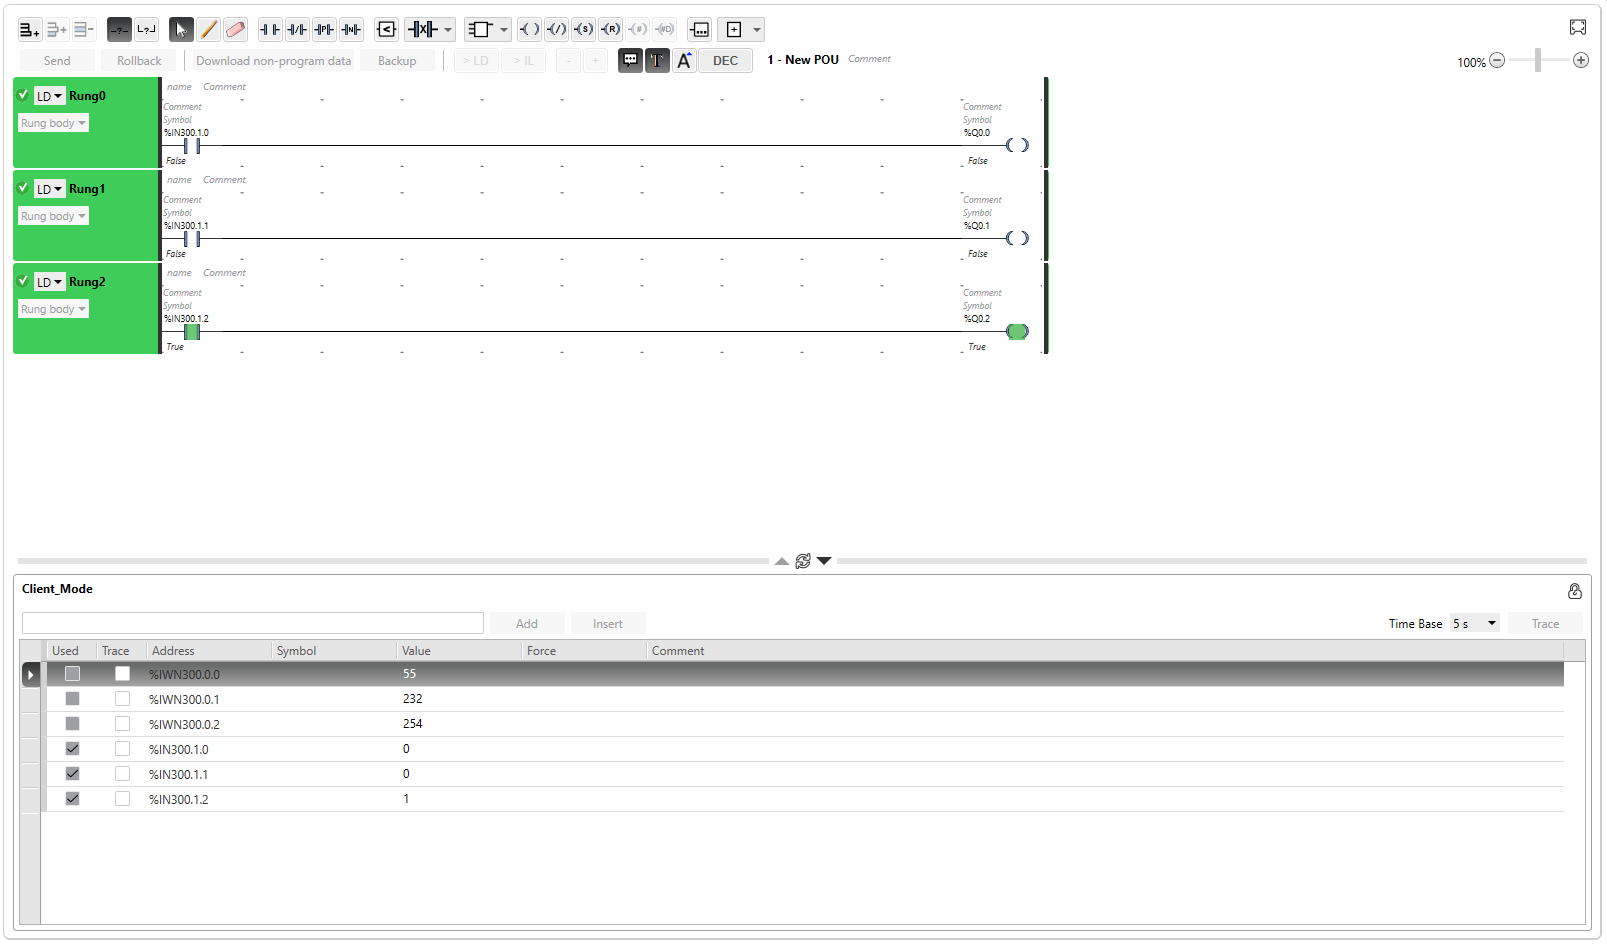 Send Rollback Download non-program data Backup > LD > IL - + T A DEC 1 - New POU Comment 100%
LD Rung0 name Comment
Rung body
Comment Comment
Symbol Symbol
%IN300.1.0 %Q0.0
False False
LD Rung1 name Comment
Rung body
Comment Comment
Symbol Symbol
%IN300.1.1 %Q0.1
False False
LD Rung2 name Comment
Rung body
Comment Comment
Symbol Symbol
%IN300.1.2 %Q0.2
True True
Client_Mode
Add Insert Time Base 5 s Trace
Used Trace Address Symbol Value Force Comment
%IWN300.0.0 55
%IWN300.0.1 232
%IWN300.0.2 254
%IN300.1.0 0
%IN300.1.1 0
%IN300.1.2 1